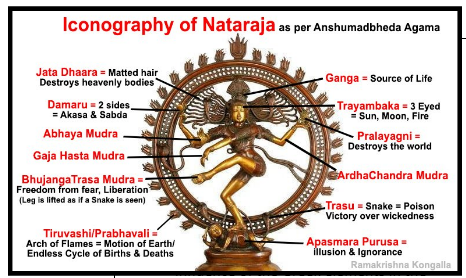 Iconography of Nataraja as per Anshumadbheda Agama
Jata Dhaara = Matted hair
Destroys heavenly bodies
Damaru = 2 sides
= Akasa & Sabda
Abhaya Mudra
Gaja Hasta Mudra
BhujangaTrasa Mudra =
Freedom from fear, Liberation
(Leg is lifted as if a Snake is seen)
Tiruvashi/Prabhavali =
Arch of Flames = Motion of Earth/
Endless Cycle of Births & Deaths
Ganga = Source of Life
Trayambaka = 3 Eyed
= Sun, Moon, Fire
Pralayagni =
Destroys the world
ArdhaChandra Mudra
Trasu = Snake = Poison
Victory over wickedness
Apasmara Purusa =
illusion & Ignorance
Ramakrishna Kongalla